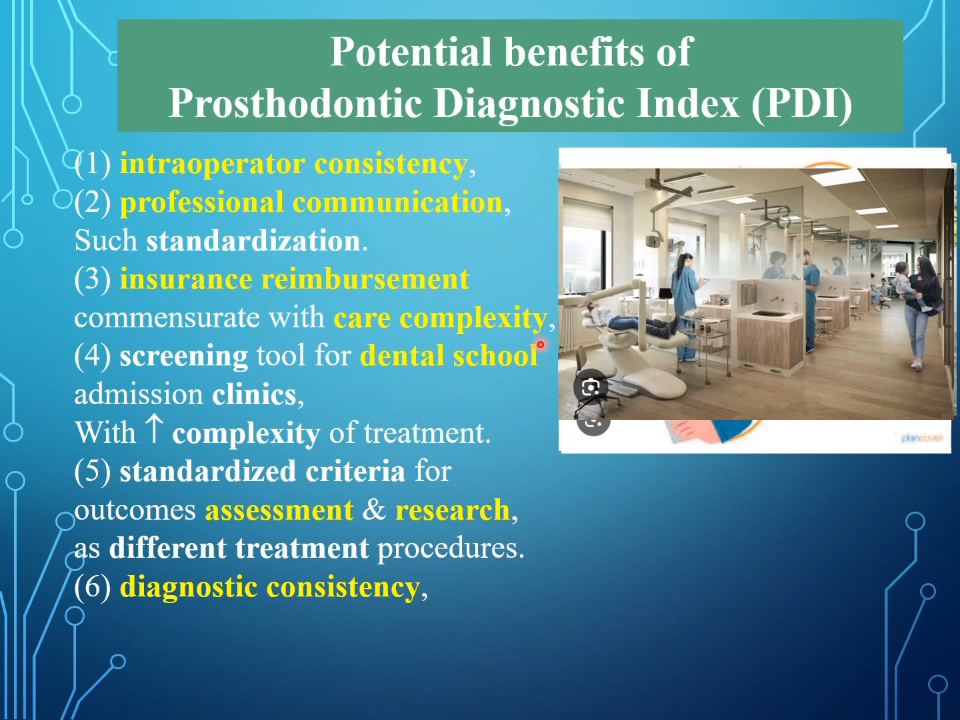 Potential benefits of
Prosthodontic Diagnostic Index (PDI)
(1) intraoperator consistency,
(2) professional communication,
Such standardization.
(3) insurance reimbursement
commensurate with care complexity,
(4) screening tool for dental school
admission clinics,
With ↑ complexity of treatment.
(5) standardized criteria for
outcomes assessment & research,
as different treatment procedures.
(6) diagnostic consistency,